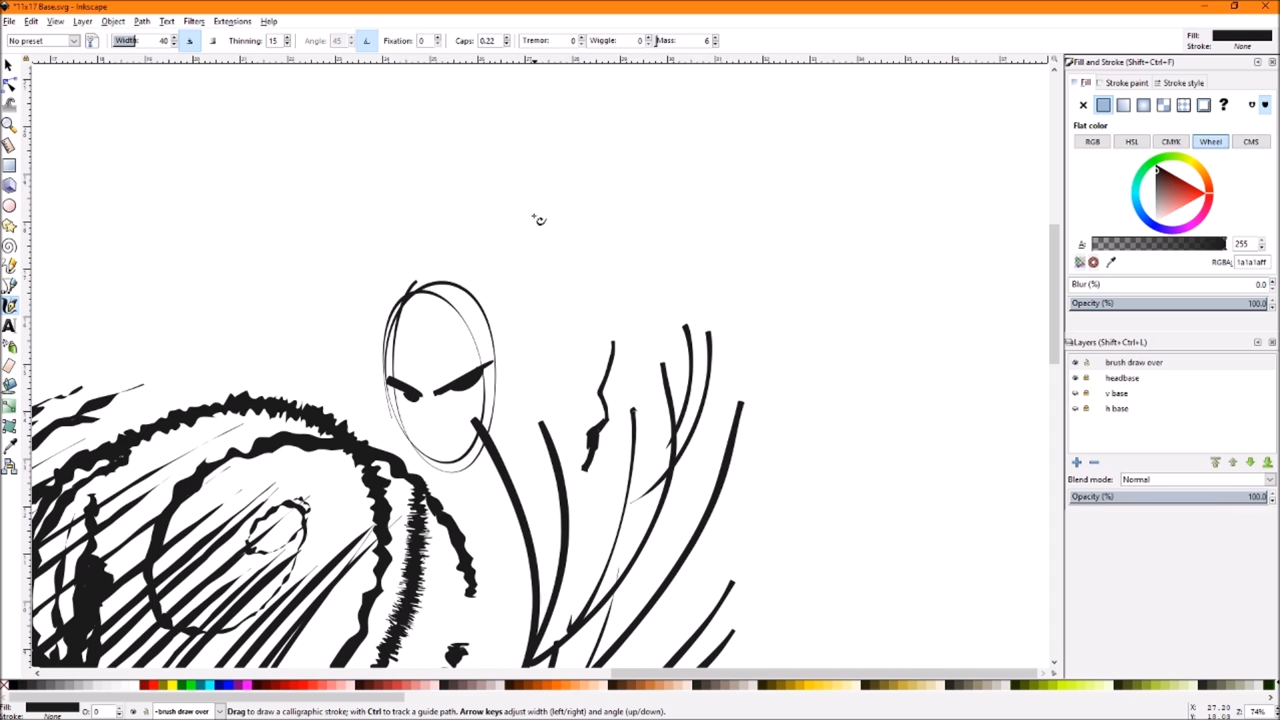 *11x17 Base.svg - Inkscape
File Edit View Layer Object Path Text Filters Extensions Help
No preset Width: 40 Thinning: 15 Angle: 45 Fixation: 0 Caps: 0.22 Tremor: 0 Wiggle: 0 Mass: 6 Fill:
Stroke: None
Fill and Stroke (Shift+Ctrl+F)
Fill Stroke paint Stroke style
Flat color
RGB HSL CMYK Wheel CMS
A: 255
RGBA: 1a1a1aff
Blur (%) 0.0
Opacity (%) 100.0
Layers (Shift+Ctrl+L)
brush draw over
headbase
v base
h base
Blend mode: Normal
Opacity (%) 100.0
Fill:
Stroke: None O: 0 brush draw over Drag to draw a calligraphic stroke; with Ctrl to track a guide path. Arrow keys adjust width (left/right) and angle (up/down). X: 27.20
Z: 74%